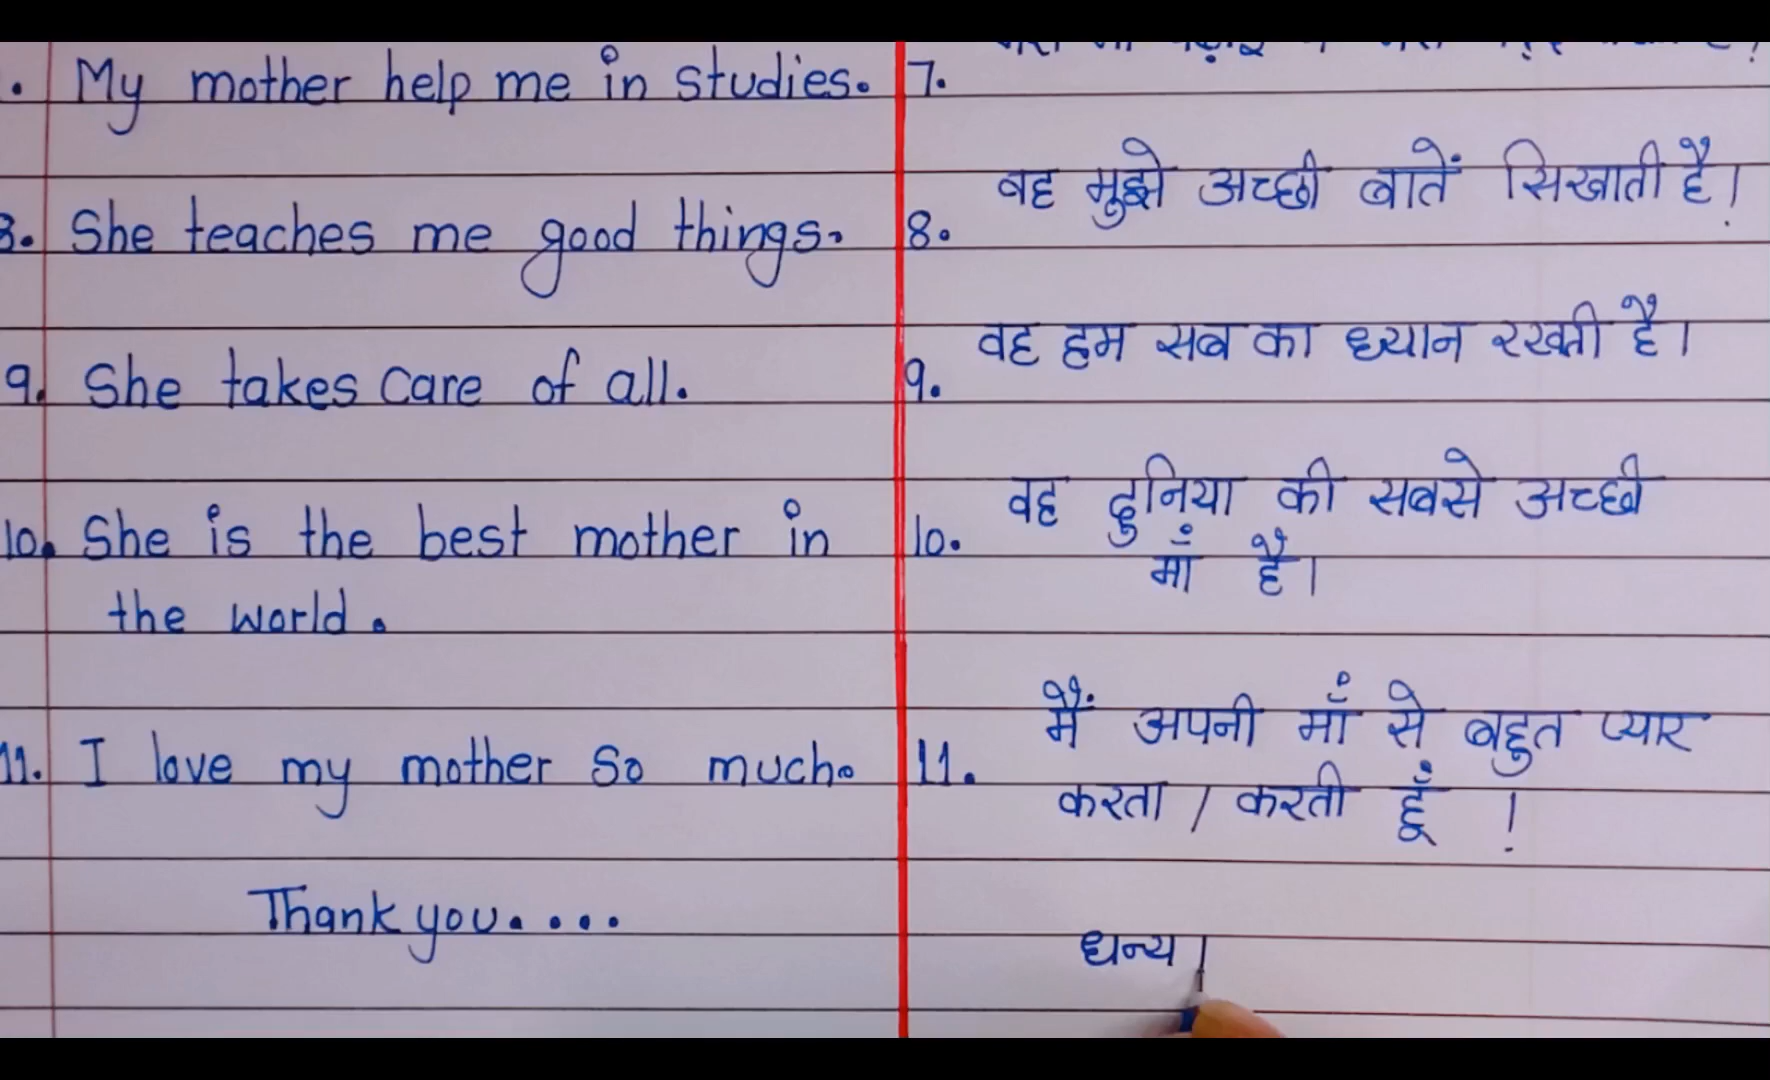 . My mother help me in studies.
8. She teaches me good things.
9. She takes care of all.
10. She is the best mother in
the world.
11. I love my mother so much.
Thank you....
7.
वह मुझे अच्छी बातें सिखाती है!
8.
वह हम सब का ध्यान रखती है।
9.
वह दुनिया की सबसे अच्छी
10.
माँ है।
मैं अपनी माँ से बहुत प्यार
11.
करता / करती हूँ !
धन्य